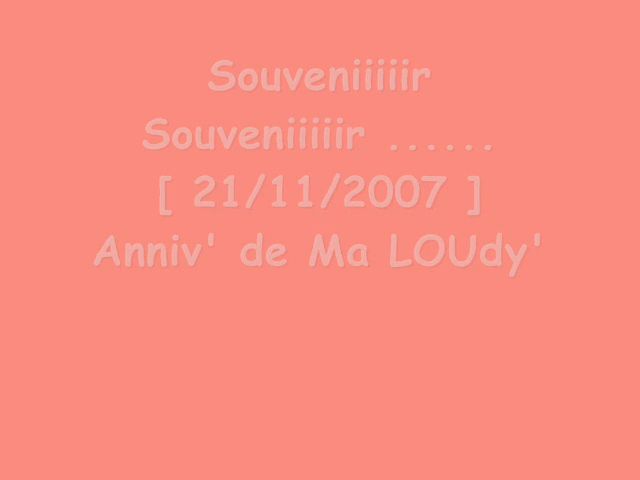 Souveniiiiir
Souveniiiiir ......
[ 21/11/2007 ]
Anniv' de Ma LOUdy'